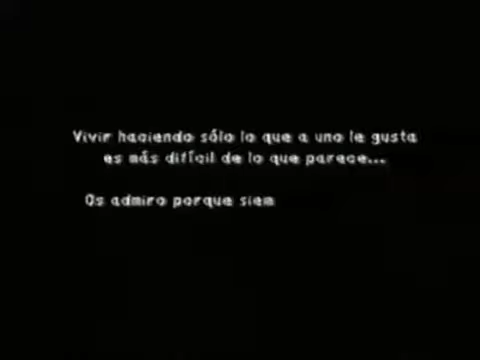 Vivir haciendo sólo lo que a uno le gusta
es más difícil de lo que parece...
Os admiro porque siem